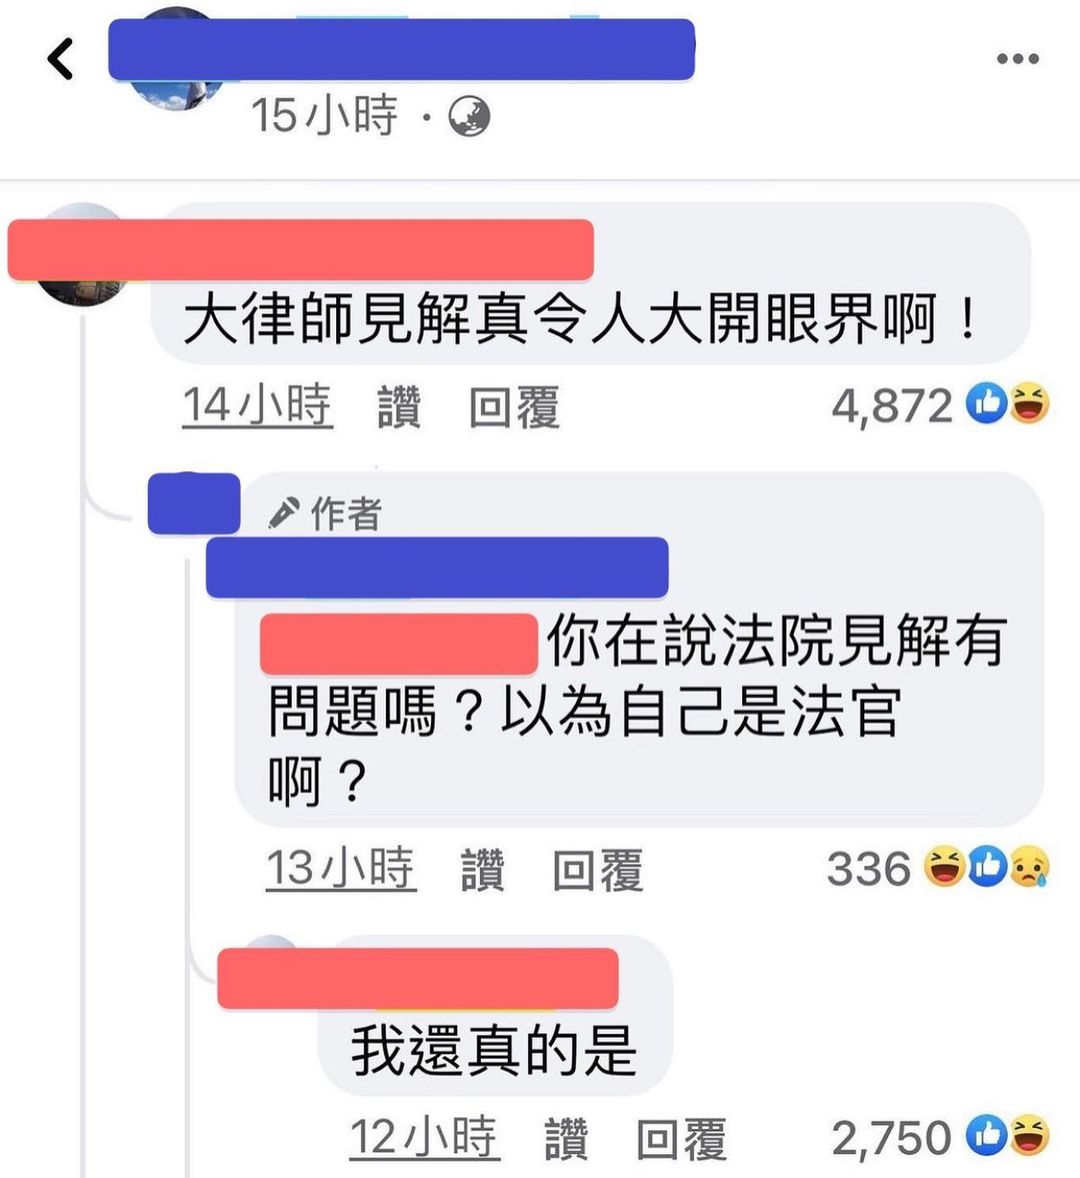 15小時 ·
大律師見解真令人大開眼界啊！
14小時 讚 回覆 4,872
作者
你在說法院見解有
問題嗎？以為自己是法官
啊？
13小時 讚 回覆 336
我還真的是
12小時 讚 回覆 2,750